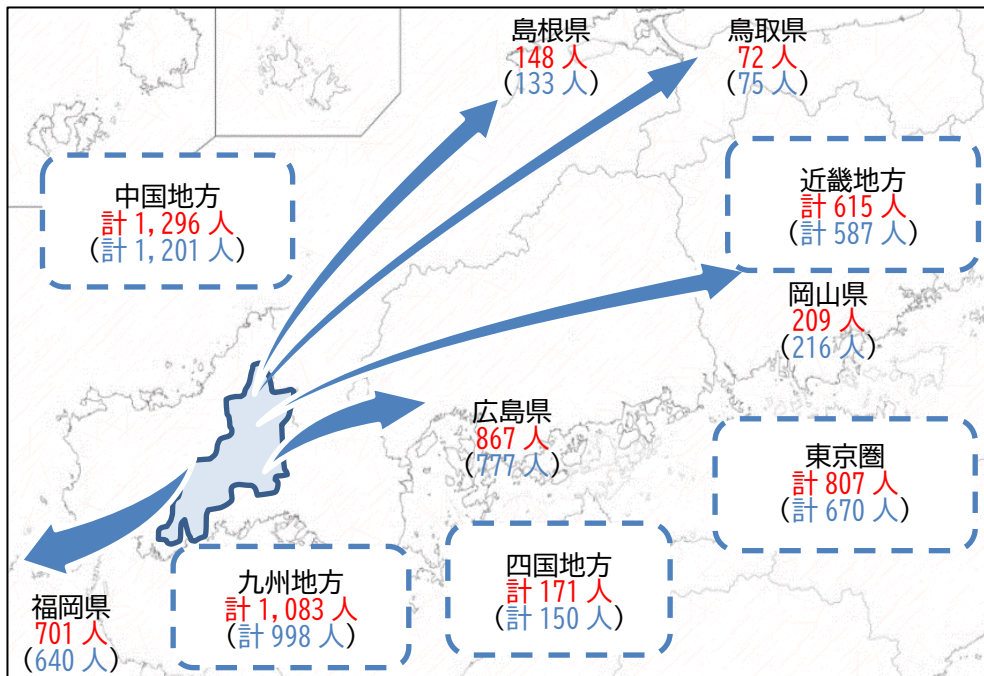 島根県
148 人
(133 人)
鳥取県
72 人
(75 人)
中国地方
計 1,296 人
(計 1,201 人)
近畿地方
計 615 人
(計 587 人)
岡山県
209 人
(216 人)
広島県
867 人
(777 人)
東京圏
計 807 人
(計 670 人)
四国地方
計 171 人
(計 150 人)
九州地方
計 1,083 人
(計 998 人)
福岡県
701 人
(640 人)